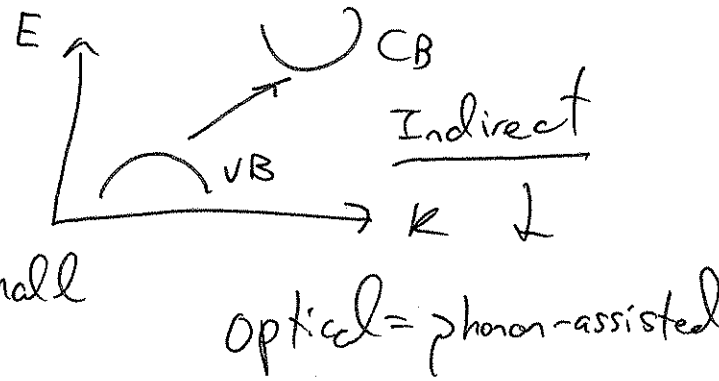 E
CB
Indirect
VB
k
optical = phonon-assisted